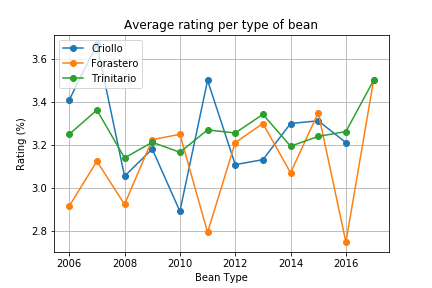 Average rating per type of bean
Criollo
Forastero
Trinitario
3.6
3.4
3.2
3.0
2.8
Rating (%)
2006 2008 2010 2012 2014 2016
Bean Type